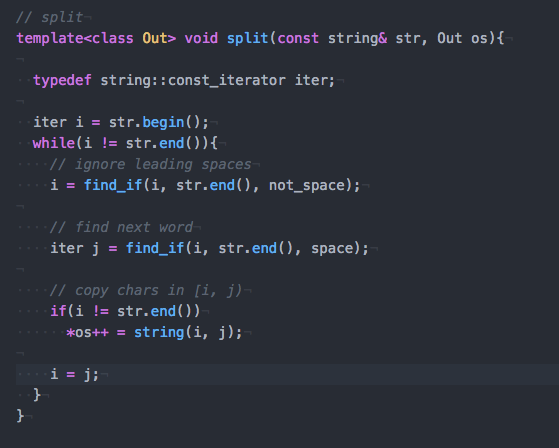 // split
template<class Out> void split(const string& str, Out os){

  typedef string::const_iterator iter;

  iter i = str.begin();
  while(i != str.end()){
    // ignore leading spaces
    i = find_if(i, str.end(), not_space);

    // find next word
    iter j = find_if(i, str.end(), space);

    // copy chars in [i, j)
    if(i != str.end())
      *os++ = string(i, j);

    i = j;
  }
}